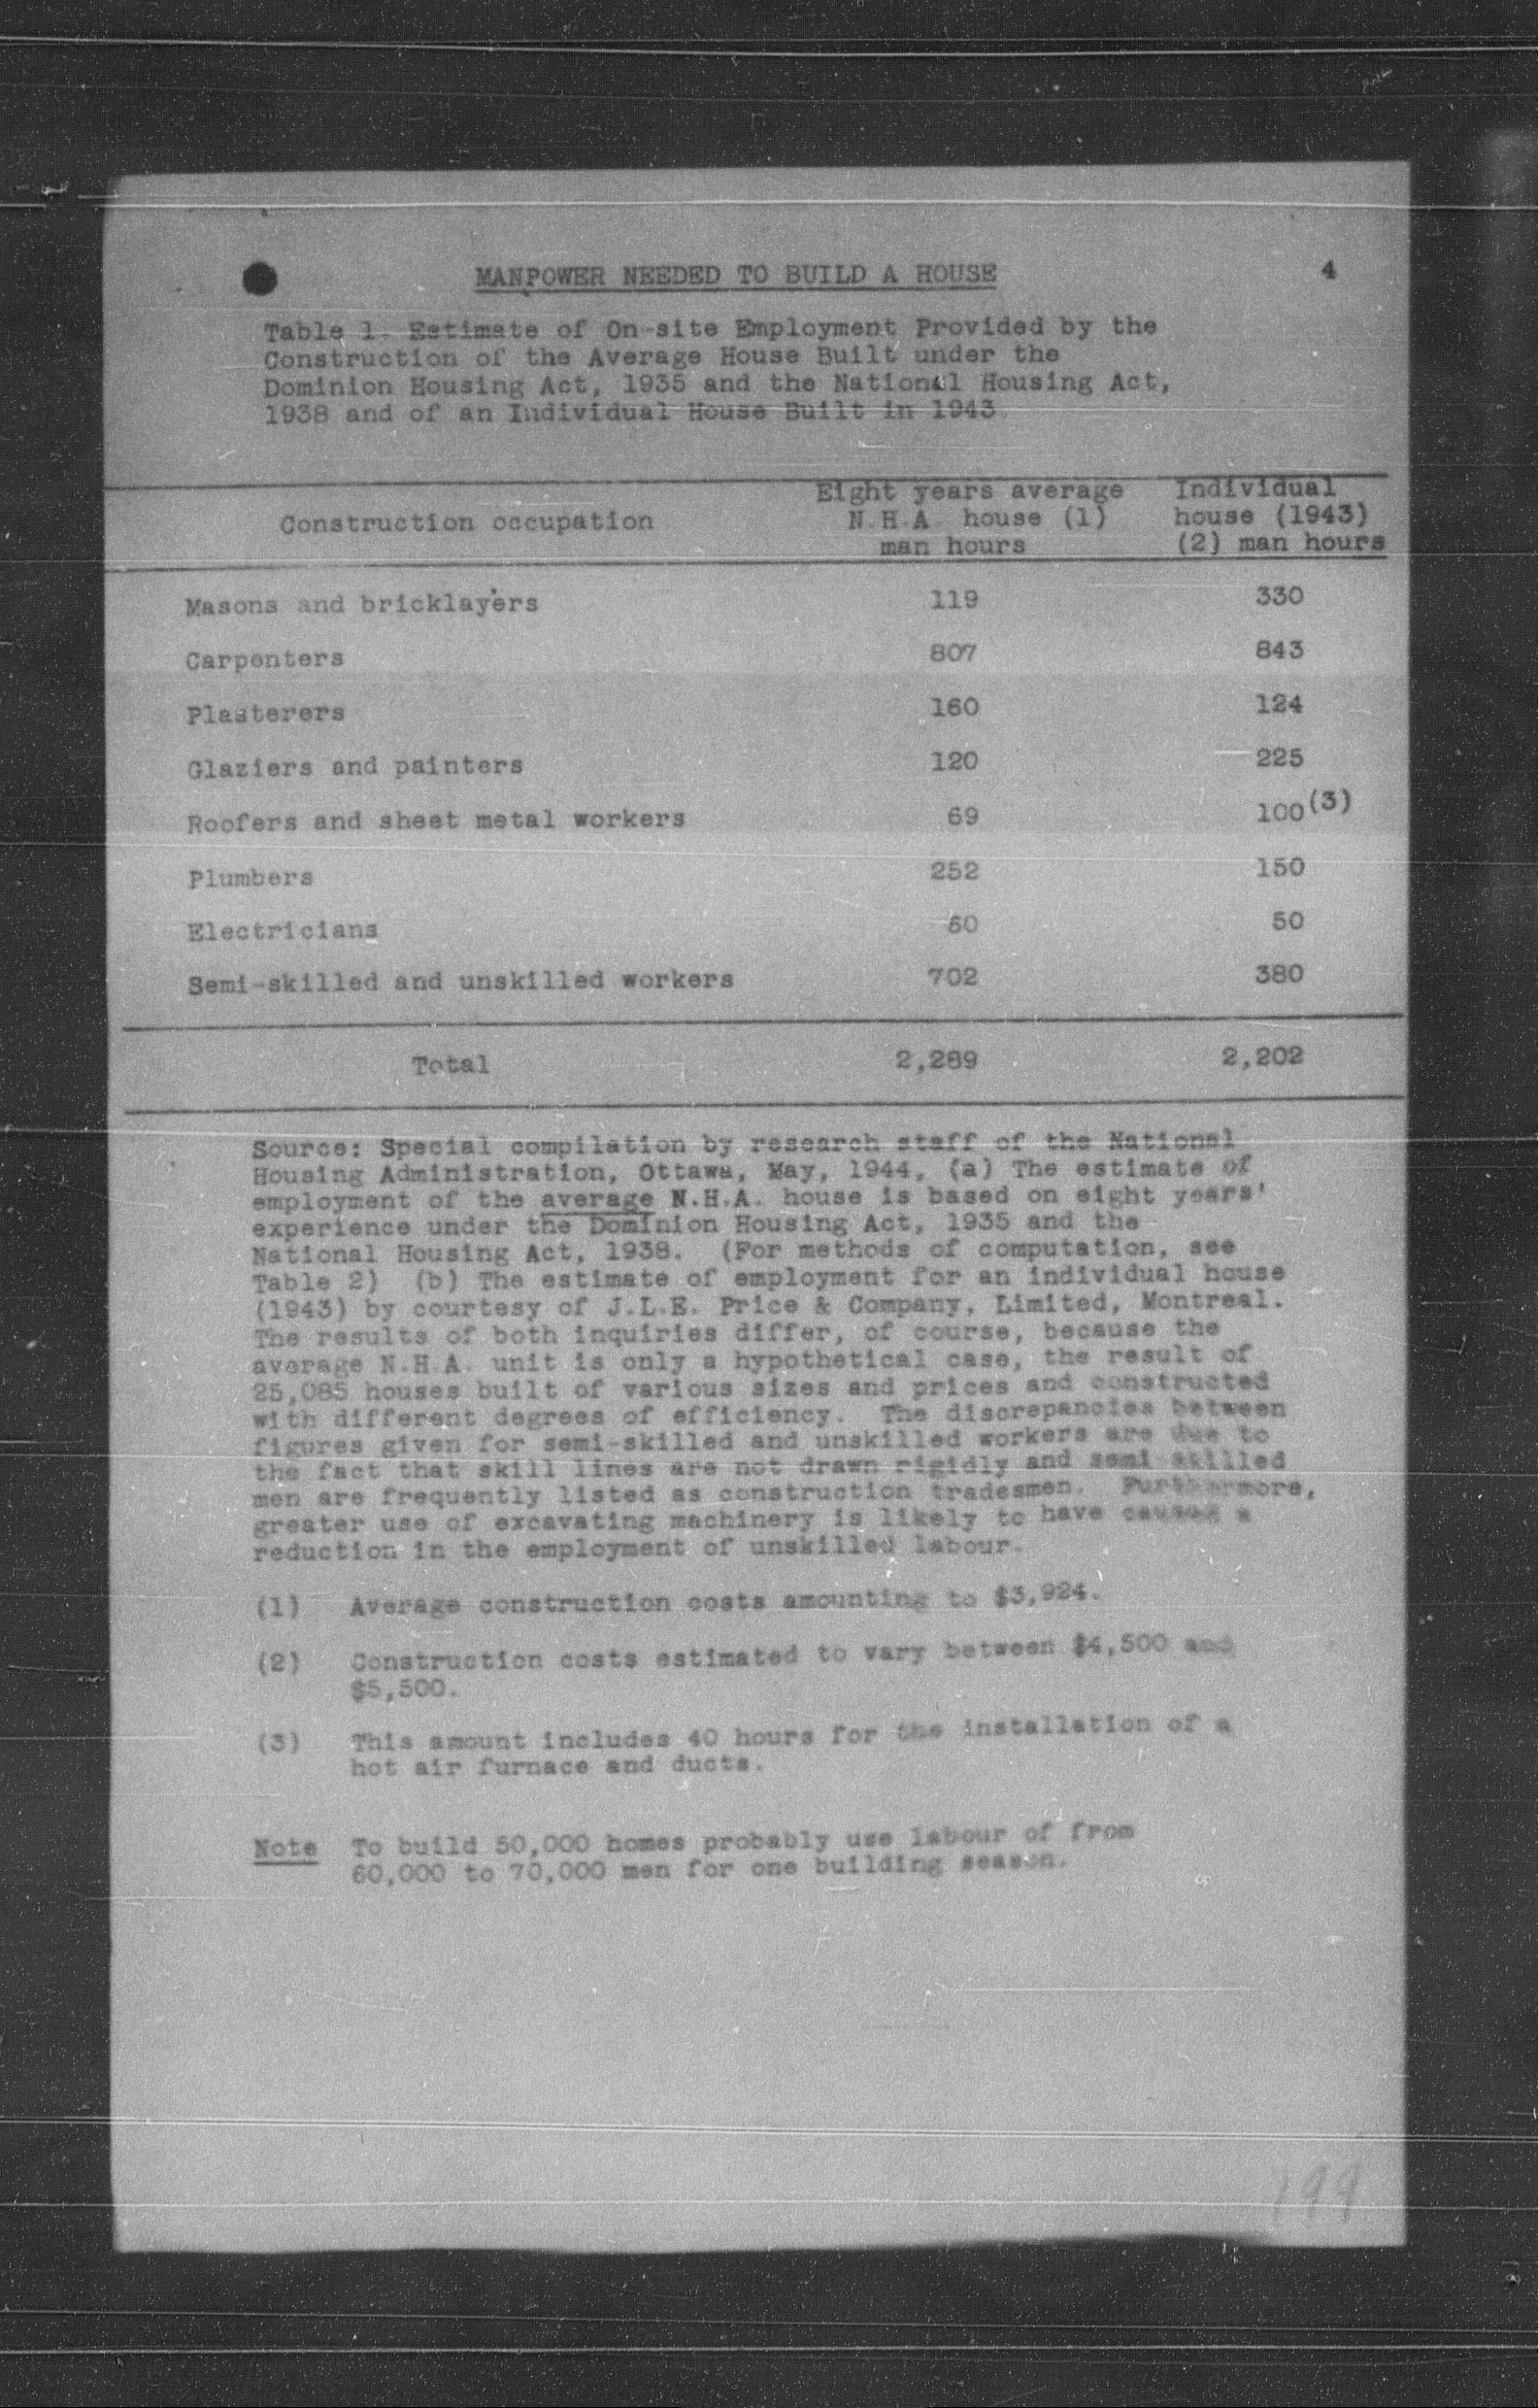 MANPOWER NEEDED TO BUILD A HOUSE 4
Table 1. Estimate of On-site Employment Provided by the
Construction of the Average House Built under the
Dominion Housing Act, 1935 and the National Housing Act,
1938 and of an Individual House Built in 1943.
Construction occupation
Eight years average
N.H.A. house (1)
man hours
Individual
house (1943)
(2) man hours
Masons and bricklayers 119 330
Carpenters 807 843
Plasterers 160 124
Glaziers and painters 120 225
Roofers and sheet metal workers 69 100(3)
Plumbers 252 150
Electricians 60 50
Semi-skilled and unskilled workers 702 380
Total 2,289 2,202
Source: Special compilation by research staff of the National
Housing Administration, Ottawa, May, 1944, (a) The estimate of
employment of the average N.H.A. house is based on eight years'
experience under the Dominion Housing Act, 1935 and the
National Housing Act, 1938. (For methods of computation, see
Table 2) (b) The estimate of employment for an individual house
(1943) by courtesy of J.L.E. Price & Company, Limited, Montreal.
The results of both inquiries differ, of course, because the
average N.H.A. unit is only a hypothetical case, the result of
25,085 houses built of various sizes and prices and constructed
with different degrees of efficiency. The discrepancies between
figures given for semi-skilled and unskilled workers are due to
the fact that skill lines are not drawn rigidly and semi skilled
men are frequently listed as construction tradesmen. Furthermore,
greater use of excavating machinery is likely to have caused a
reduction in the employment of unskilled labour.
(1) Average construction costs amounting to $3,924.
(2) Construction costs estimated to vary between $4,500 and
$5,500.
(3) This amount includes 40 hours for the installation of a
hot air furnace and ducts.
Note To build 50,000 homes probably use labour of from
60,000 to 70,000 men for one building season.
199